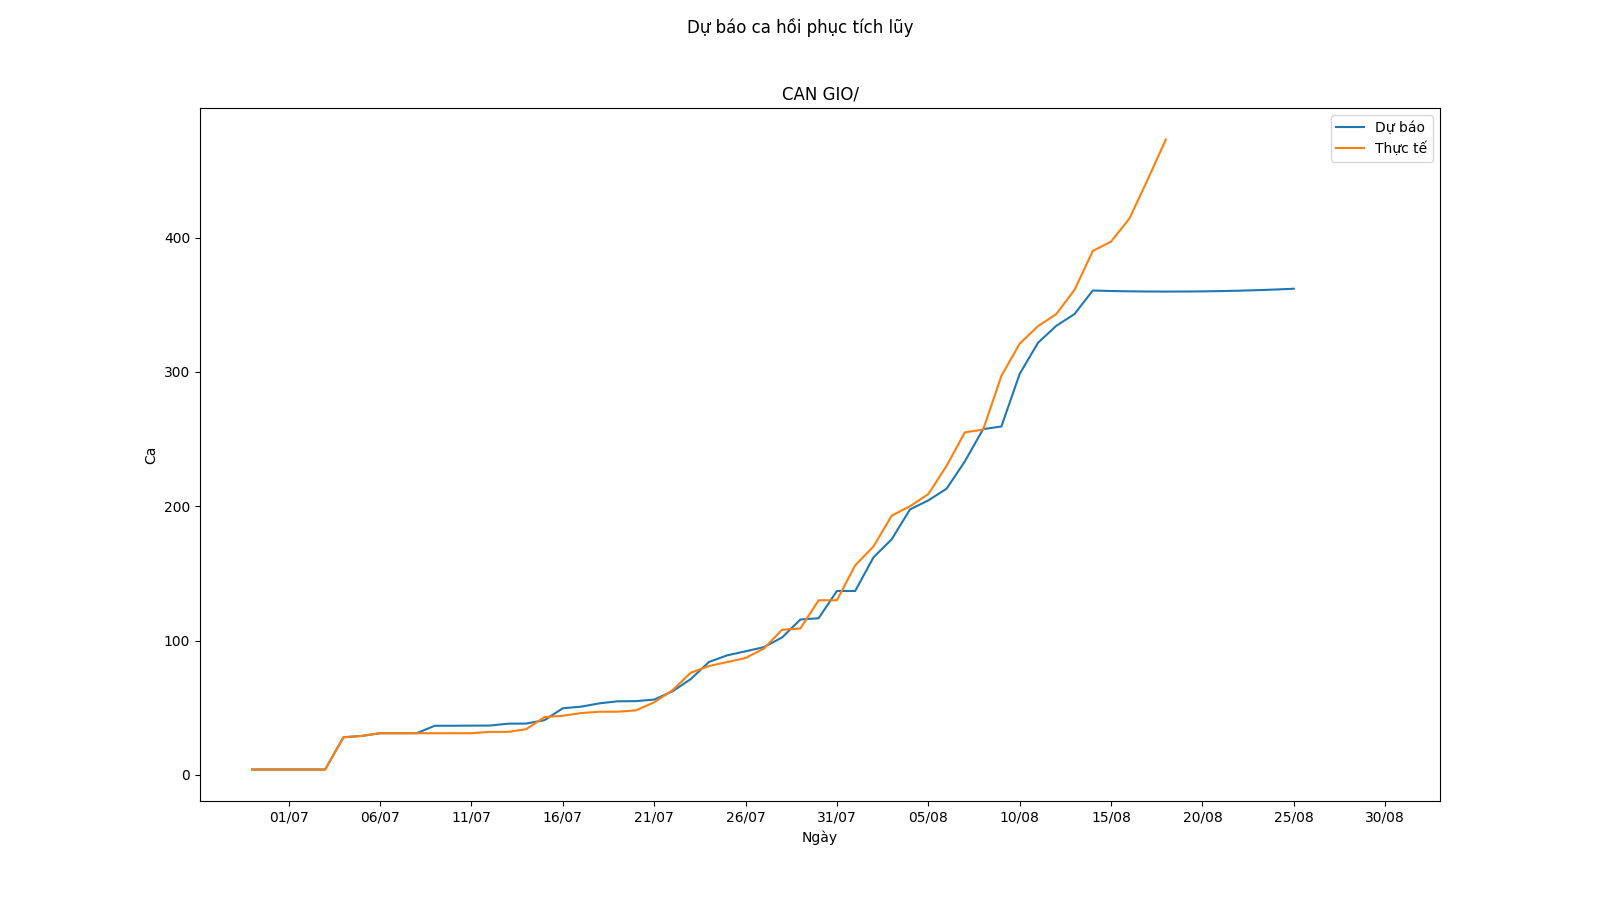 Dự báo ca hồi phục tích lũy
CAN GIO/
Dự báo
Thực tế
400
300
200
100
0
Ca
01/07 06/07 11/07 16/07 21/07 26/07 31/07 05/08 10/08 15/08 20/08 25/08 30/08
Ngày